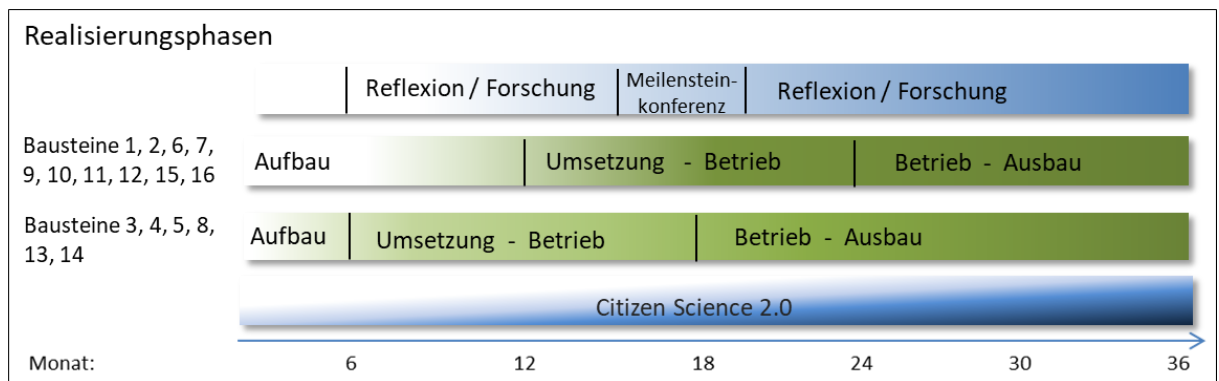 Realisierungsphasen
Reflexion / Forschung
Meilenstein-
konferenz
Reflexion / Forschung
Bausteine 1, 2, 6, 7,
9, 10, 11, 12, 15, 16
Aufbau
Umsetzung - Betrieb
Betrieb - Ausbau
Bausteine 3, 4, 5, 8,
13, 14
Aufbau
Umsetzung - Betrieb
Betrieb - Ausbau
Citizen Science 2.0
Monat: 6 12 18 24 30 36